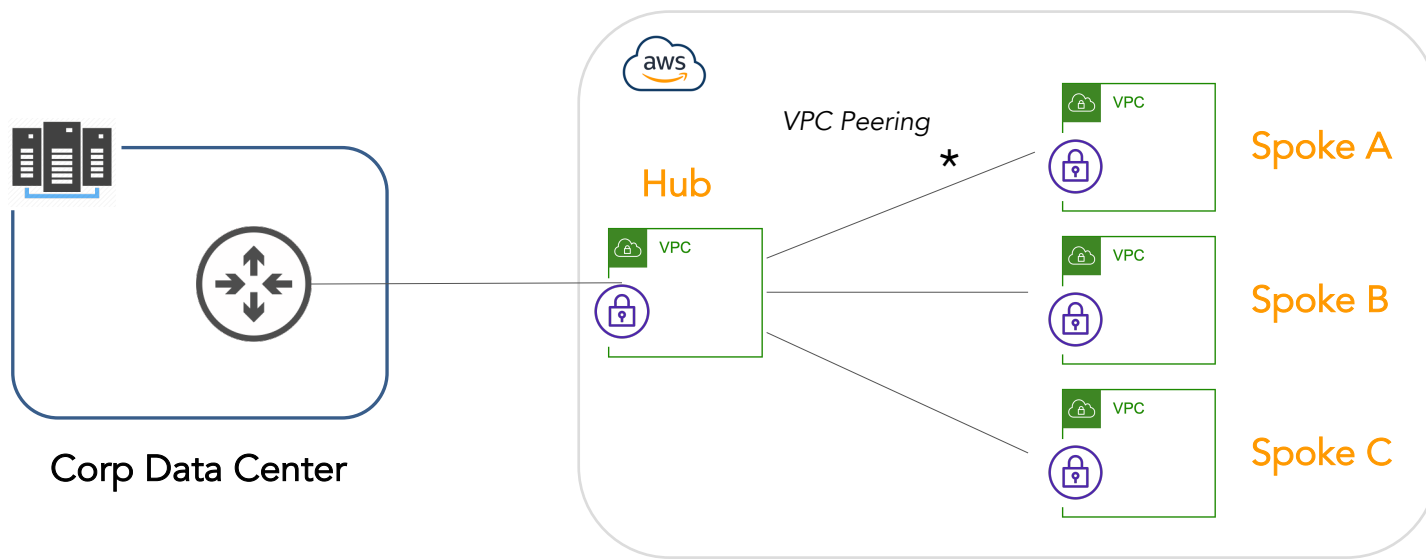 aws
VPC Peering
*
Hub
VPC
VPC
Spoke A
VPC
Spoke B
VPC
Spoke C
Corp Data Center